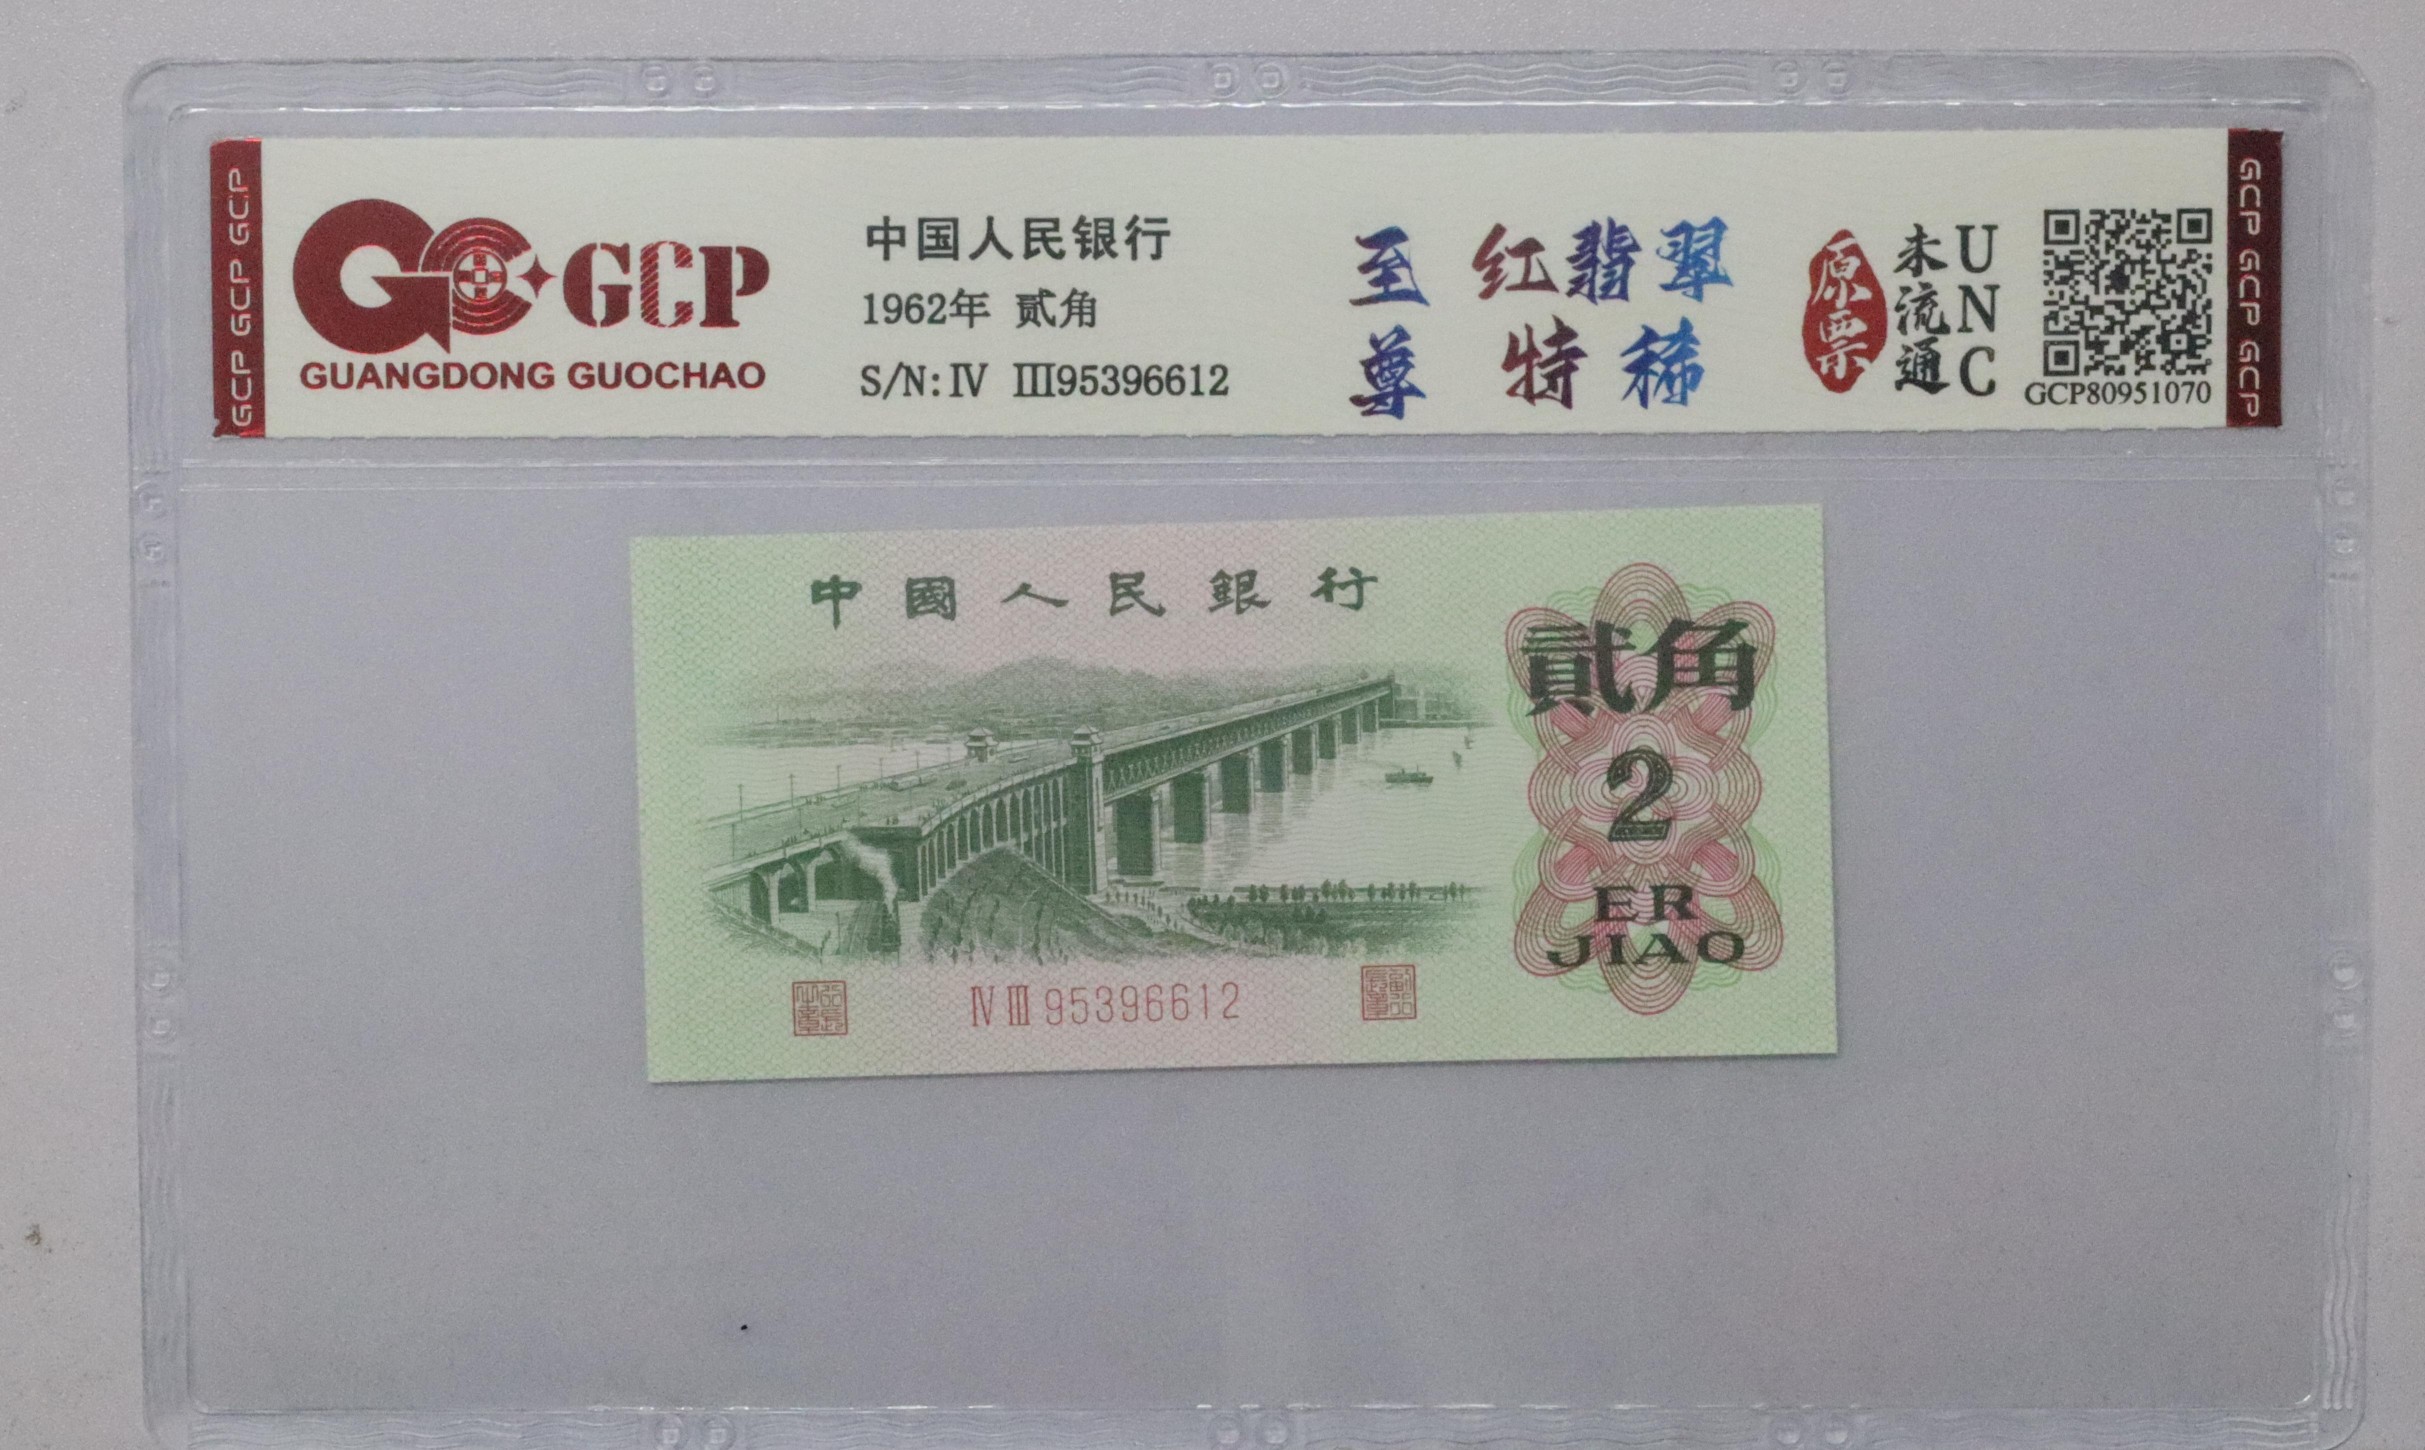 GCP GCP GCP
GCP
GUANGDONG GUOCHAO
中国人民银行
1962年 贰角
S/N: IV III95396612
至尊
红翡翠
特稀
原票
未流通
UNC
GCP80951070
GCP GCP GCP
中國人民銀行
貳角
2
ER
JIAO
IV III 95396612